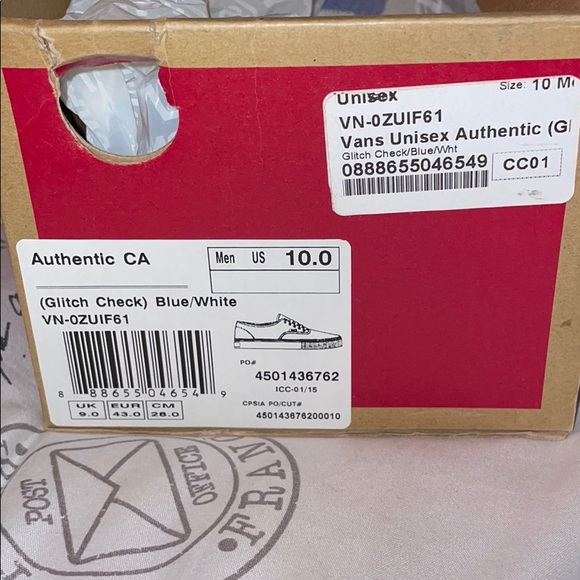 Unisex
Size: 10 M
VN-0ZUIF61
Vans Unisex Authentic (Gl
Glitch Check/Blue/Wht
0888655046549
CC01
Authentic CA
Men US 10.0
(Glitch Check) Blue/White
VN-0ZUIF61
PO#
4501436762
ICC-01/15
8 88655 04654 9
UK EUR CM
9.0 43.0 28.0
CPSIA PO/CUT#
450143676200010
POST
OFFICE
FRANC